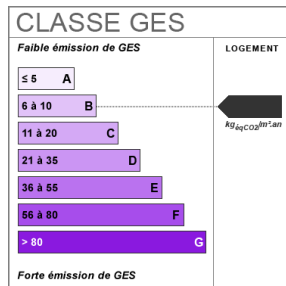 CLASSE GES
Faible émission de GES
LOGEMENT
≤ 5 A
6 à 10 B
kgéqCO2/m².an
11 à 20 C
21 à 35 D
36 à 55 E
56 à 80 F
> 80 G
Forte émission de GES